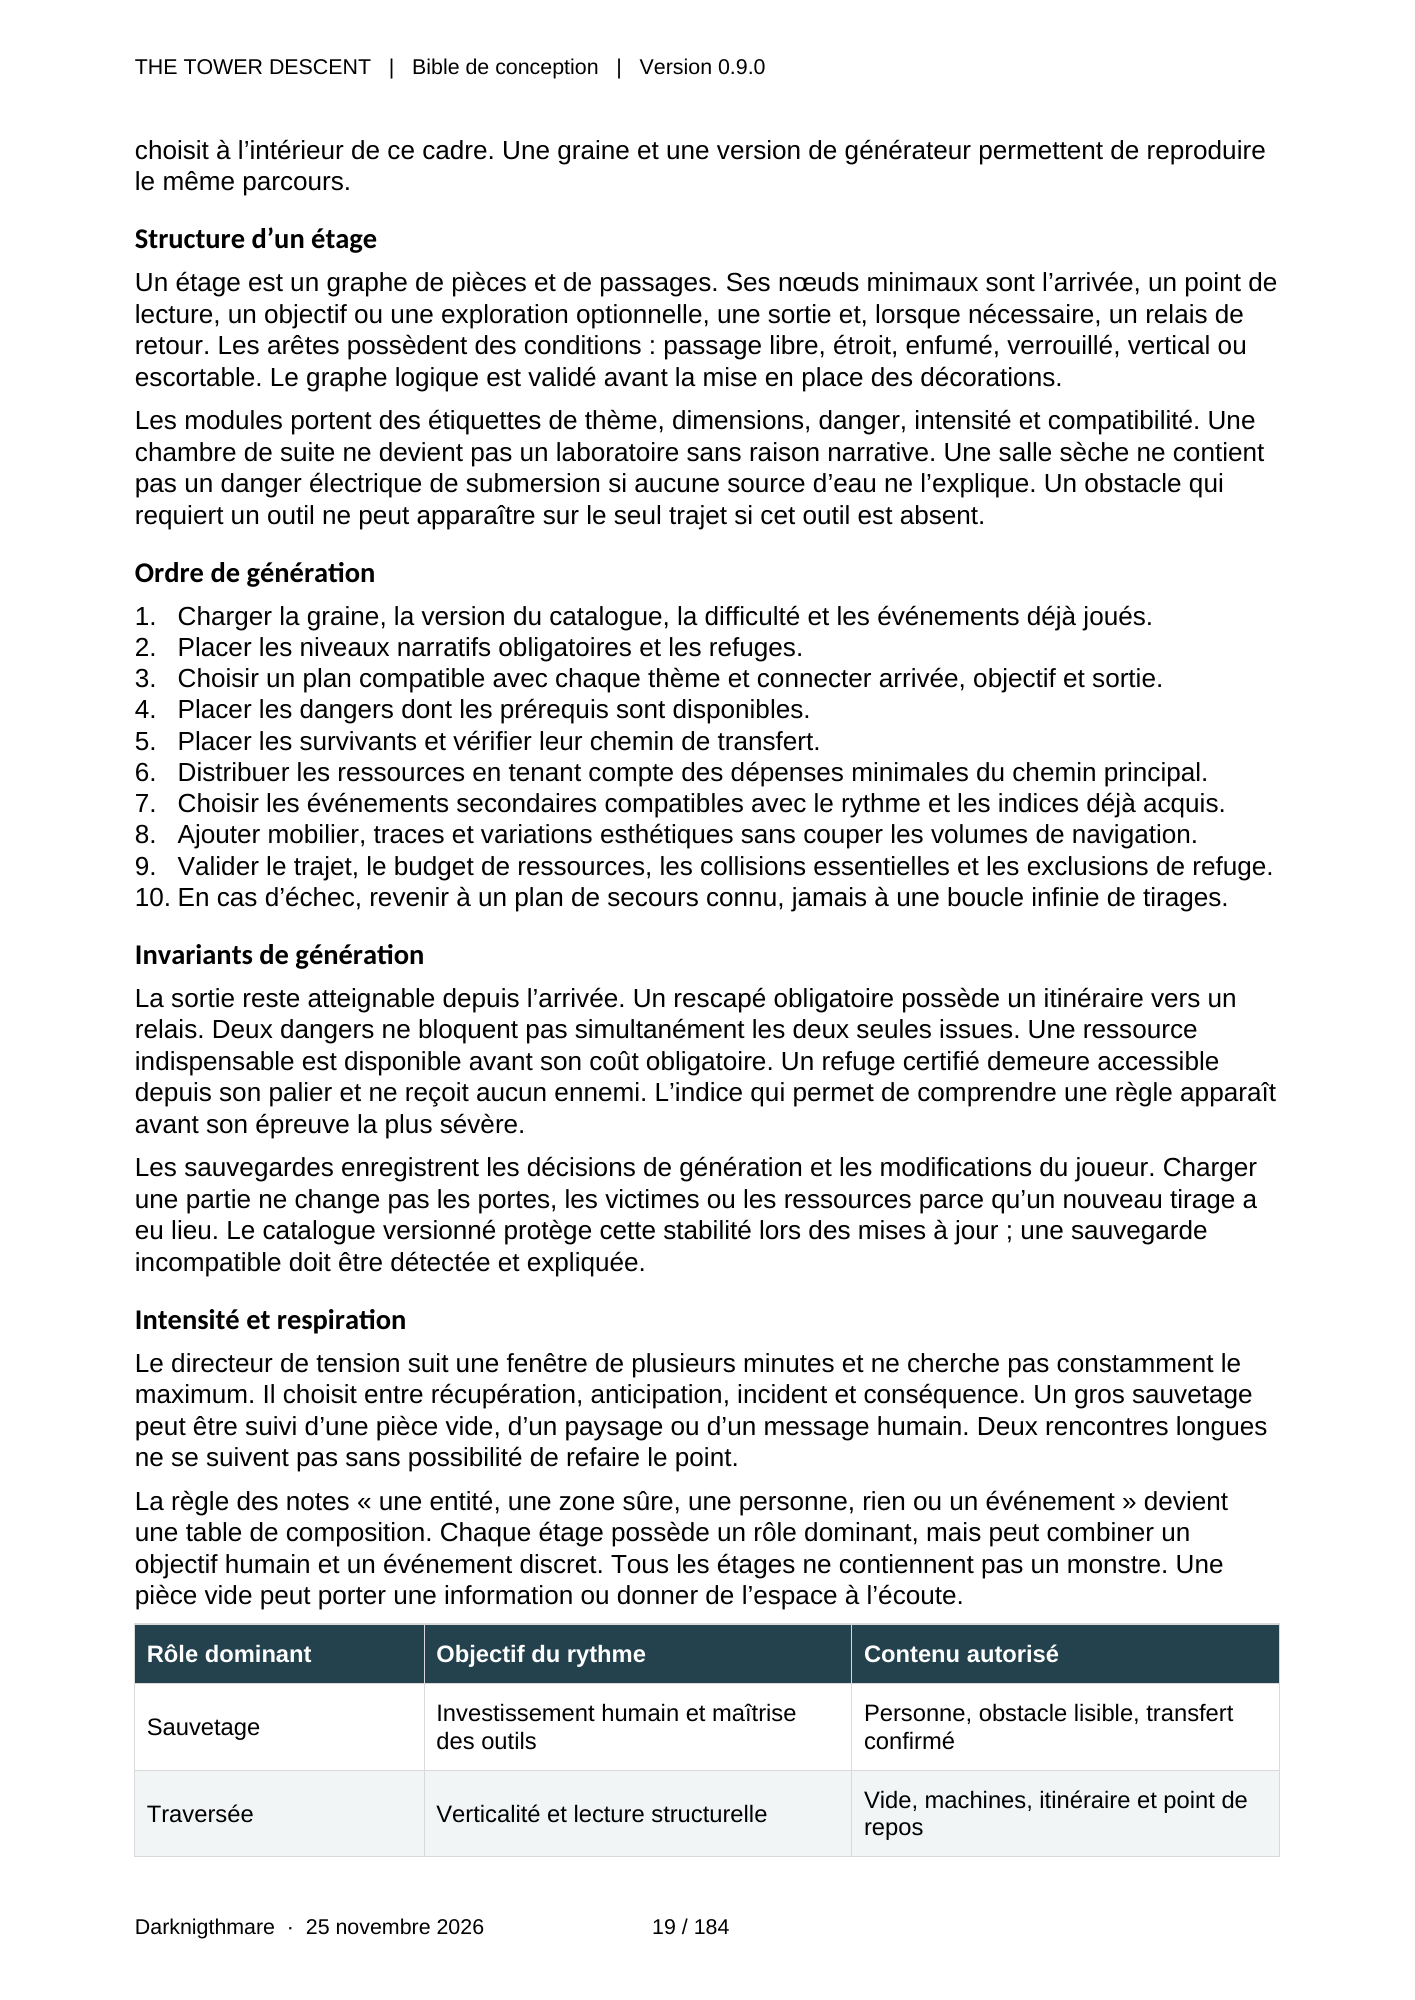 THE TOWER DESCENT | Bible de conception | Version 0.9.0
choisit à l’intérieur de ce cadre. Une graine et une version de générateur permettent de reproduire
le même parcours.
Structure d’un étage
Un étage est un graphe de pièces et de passages. Ses nœuds minimaux sont l’arrivée, un point de
lecture, un objectif ou une exploration optionnelle, une sortie et, lorsque nécessaire, un relais de
retour. Les arêtes possèdent des conditions : passage libre, étroit, enfumé, verrouillé, vertical ou
escortable. Le graphe logique est validé avant la mise en place des décorations.
Les modules portent des étiquettes de thème, dimensions, danger, intensité et compatibilité. Une
chambre de suite ne devient pas un laboratoire sans raison narrative. Une salle sèche ne contient
pas un danger électrique de submersion si aucune source d’eau ne l’explique. Un obstacle qui
requiert un outil ne peut apparaître sur le seul trajet si cet outil est absent.
Ordre de génération
1. Charger la graine, la version du catalogue, la difficulté et les événements déjà joués.
2. Placer les niveaux narratifs obligatoires et les refuges.
3. Choisir un plan compatible avec chaque thème et connecter arrivée, objectif et sortie.
4. Placer les dangers dont les prérequis sont disponibles.
5. Placer les survivants et vérifier leur chemin de transfert.
6. Distribuer les ressources en tenant compte des dépenses minimales du chemin principal.
7. Choisir les événements secondaires compatibles avec le rythme et les indices déjà acquis.
8. Ajouter mobilier, traces et variations esthétiques sans couper les volumes de navigation.
9. Valider le trajet, le budget de ressources, les collisions essentielles et les exclusions de refuge.
10. En cas d’échec, revenir à un plan de secours connu, jamais à une boucle infinie de tirages.
Invariants de génération
La sortie reste atteignable depuis l’arrivée. Un rescapé obligatoire possède un itinéraire vers un
relais. Deux dangers ne bloquent pas simultanément les deux seules issues. Une ressource
indispensable est disponible avant son coût obligatoire. Un refuge certifié demeure accessible
depuis son palier et ne reçoit aucun ennemi. L’indice qui permet de comprendre une règle apparaît
avant son épreuve la plus sévère.
Les sauvegardes enregistrent les décisions de génération et les modifications du joueur. Charger
une partie ne change pas les portes, les victimes ou les ressources parce qu’un nouveau tirage a
eu lieu. Le catalogue versionné protège cette stabilité lors des mises à jour ; une sauvegarde
incompatible doit être détectée et expliquée.
Intensité et respiration
Le directeur de tension suit une fenêtre de plusieurs minutes et ne cherche pas constamment le
maximum. Il choisit entre récupération, anticipation, incident et conséquence. Un gros sauvetage
peut être suivi d’une pièce vide, d’un paysage ou d’un message humain. Deux rencontres longues
ne se suivent pas sans possibilité de refaire le point.
La règle des notes « une entité, une zone sûre, une personne, rien ou un événement » devient
une table de composition. Chaque étage possède un rôle dominant, mais peut combiner un
objectif humain et un événement discret. Tous les étages ne contiennent pas un monstre. Une
pièce vide peut porter une information ou donner de l’espace à l’écoute.
Rôle dominant
Objectif du rythme
Contenu autorisé
Sauvetage
Investissement humain et maîtrise
des outils
Personne, obstacle lisible, transfert
confirmé
Traversée
Verticalité et lecture structurelle
Vide, machines, itinéraire et point de
repos
Darknigthmare · 25 novembre 2026
19 / 184